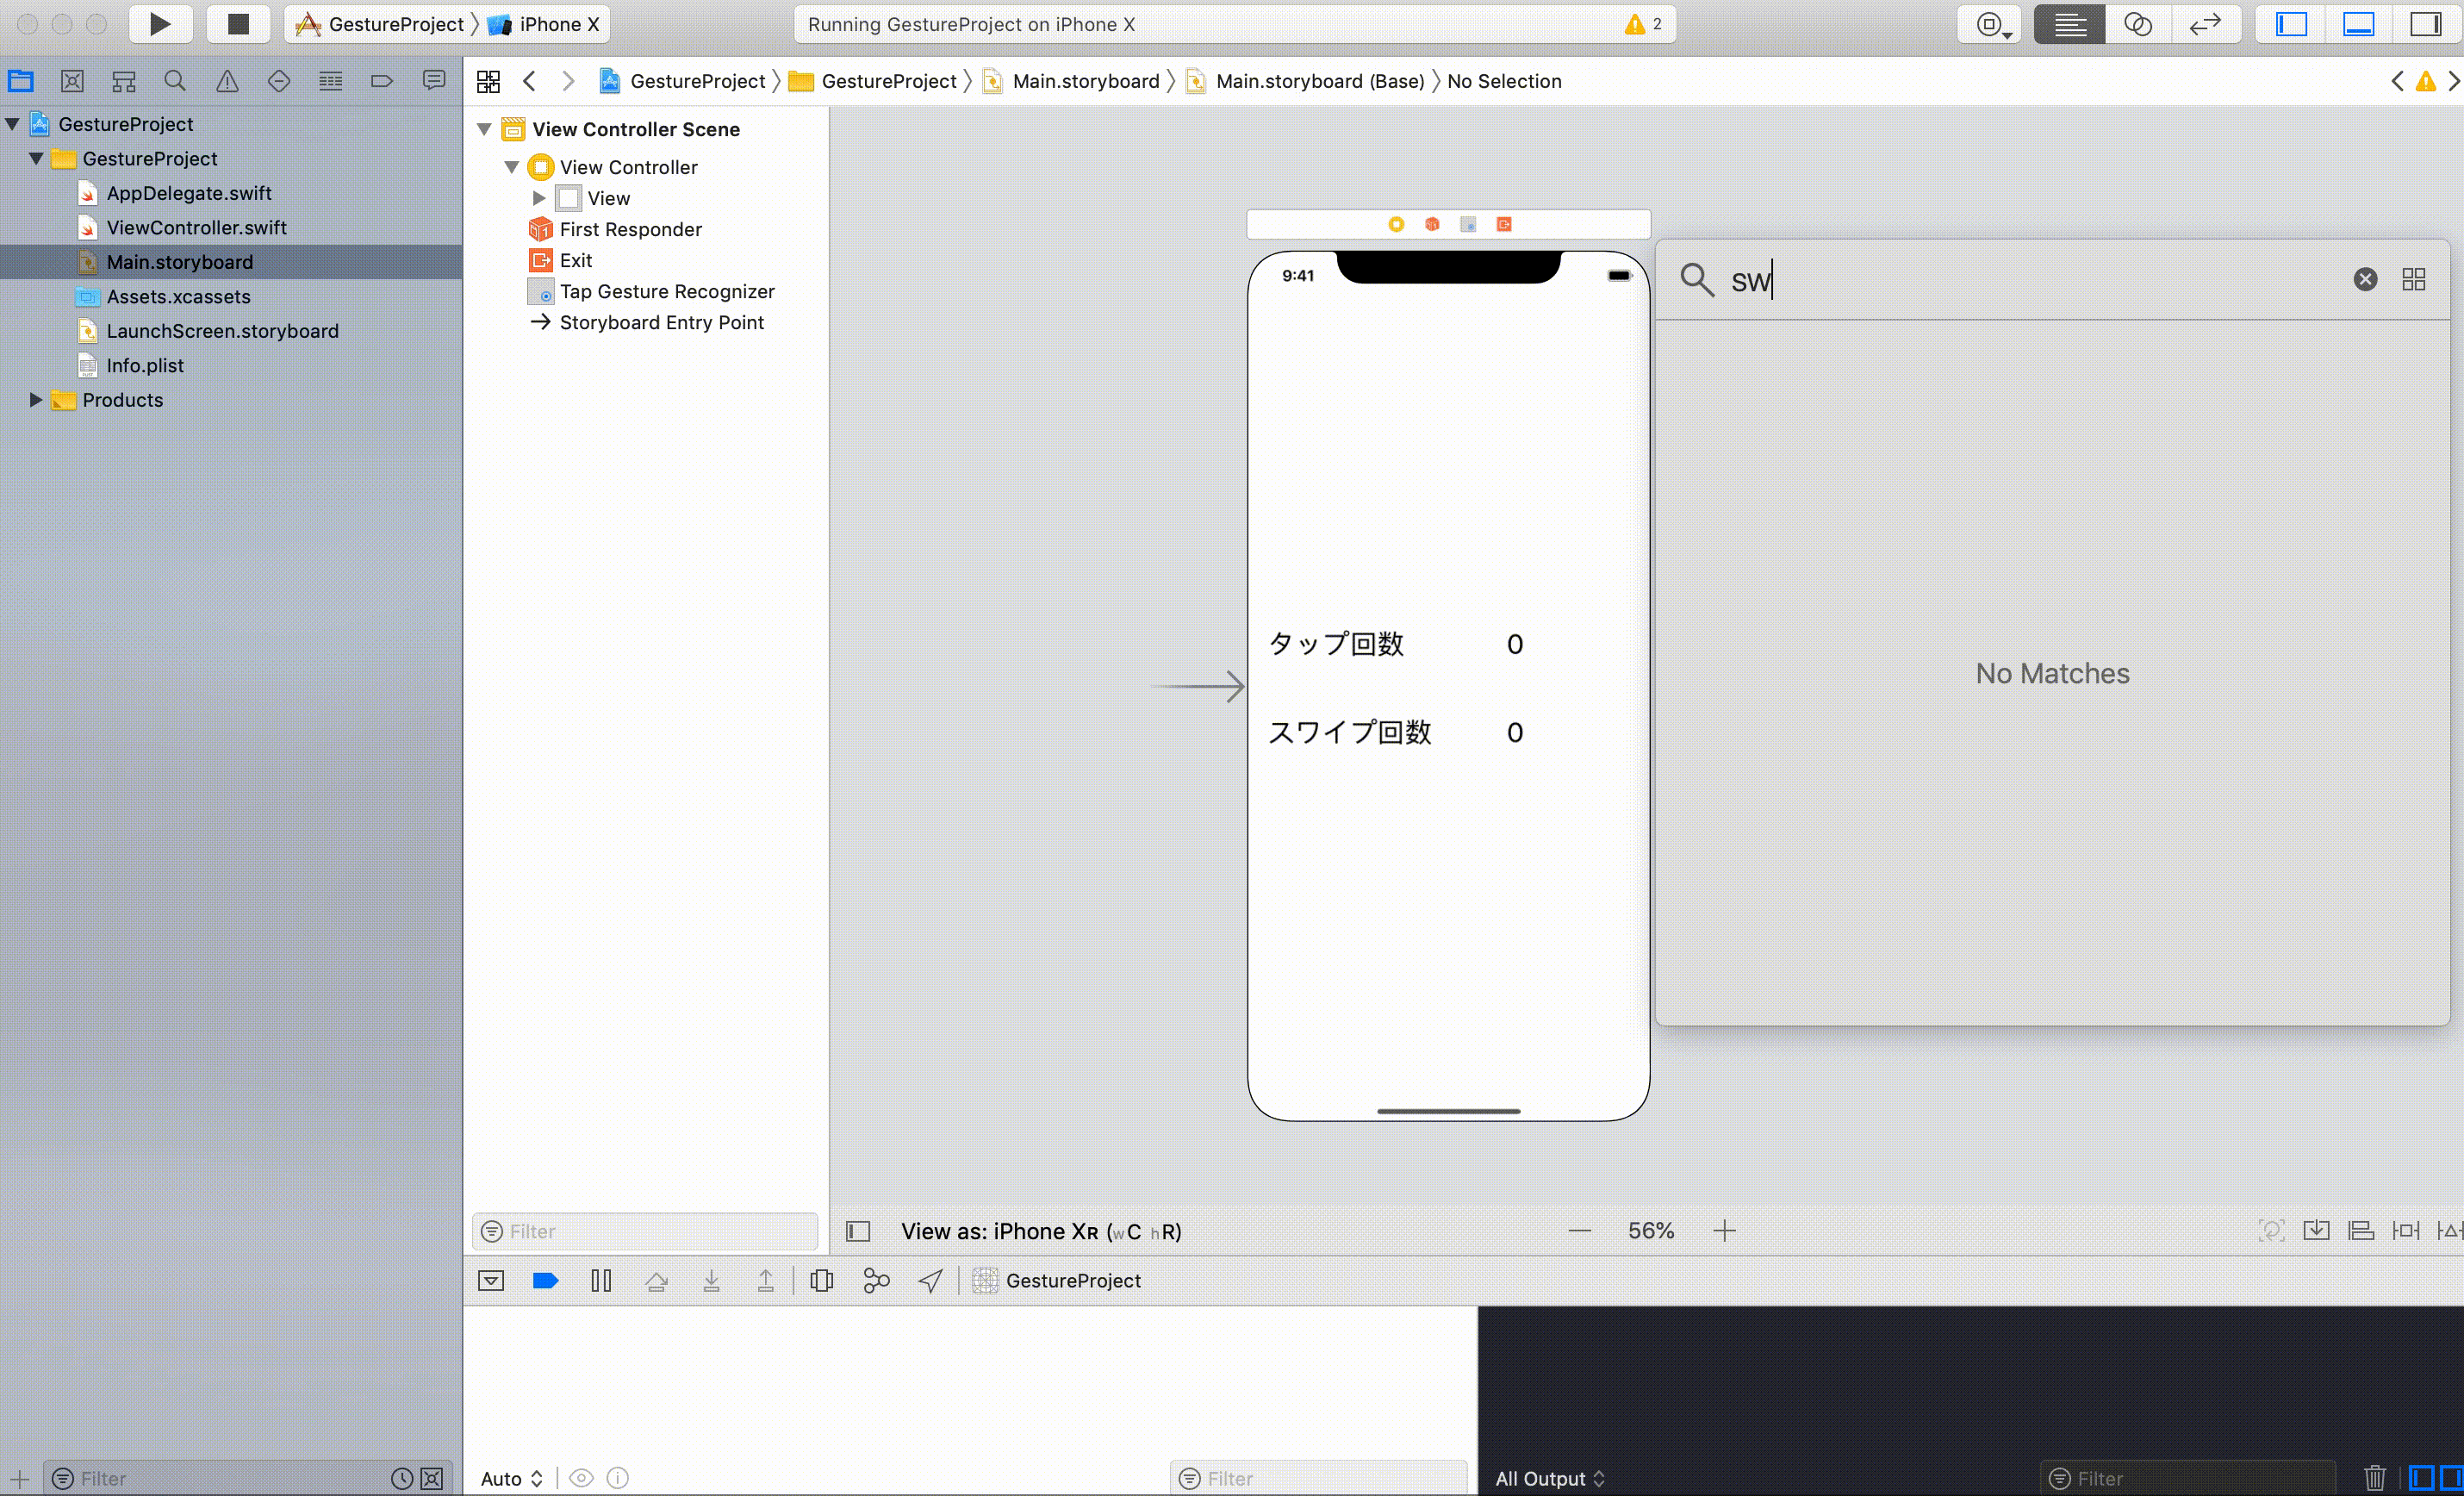 GestureProject 〉 iPhone X
Running GestureProject on iPhone X
2
GestureProject 〉 GestureProject 〉 Main.storyboard 〉 Main.storyboard (Base) 〉 No Selection
GestureProject
GestureProject
AppDelegate.swift
ViewController.swift
Main.storyboard
Assets.xcassets
LaunchScreen.storyboard
Info.plist
Products
View Controller Scene
View Controller
View
First Responder
Exit
Tap Gesture Recognizer
Storyboard Entry Point
9:41
タップ回数 0
スワイプ回数 0
sw
No Matches
Filter
View as: iPhone XR (wC hR)
56%
GestureProject
Filter
Auto
Filter
All Output
Filter